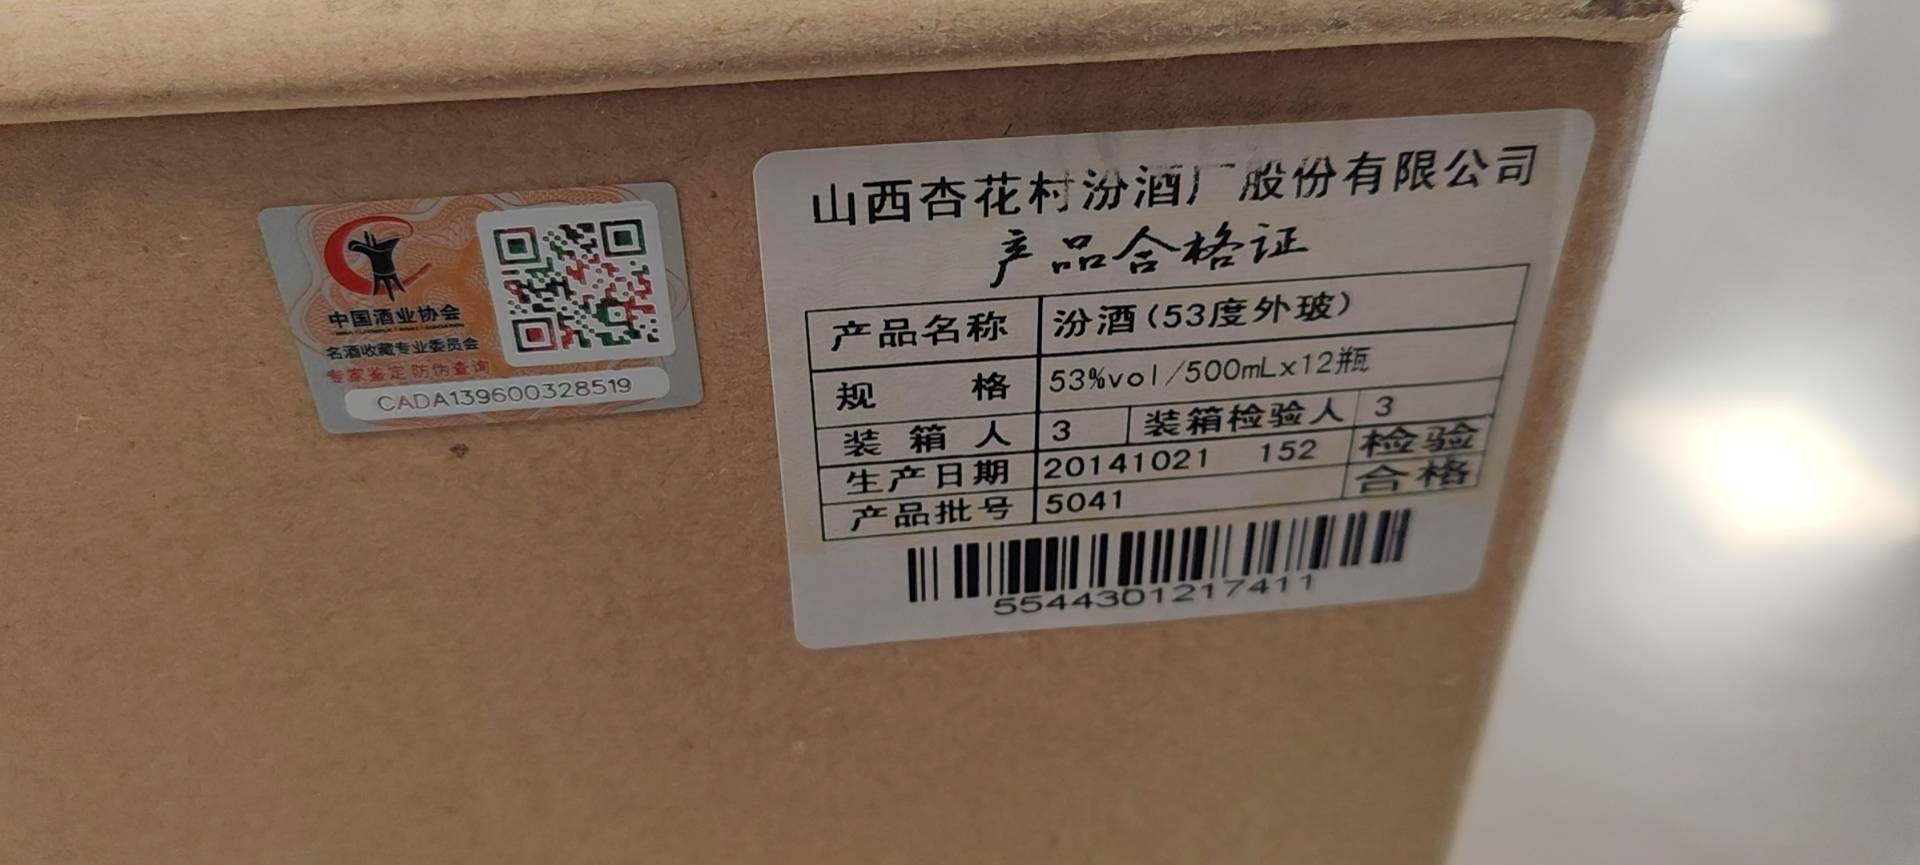 中国酒业协会
名酒收藏专业委员会
专家鉴定 防伪查询
CADA139600328519
山西杏花村汾酒厂股份有限公司
产品合格证
产品名称 汾酒(53度外玻)
规格 53%vol/500mLx12瓶
装箱人 3 装箱检验人 3
生产日期 20141021 152 检验
产品批号 5041 合格
5544301217411